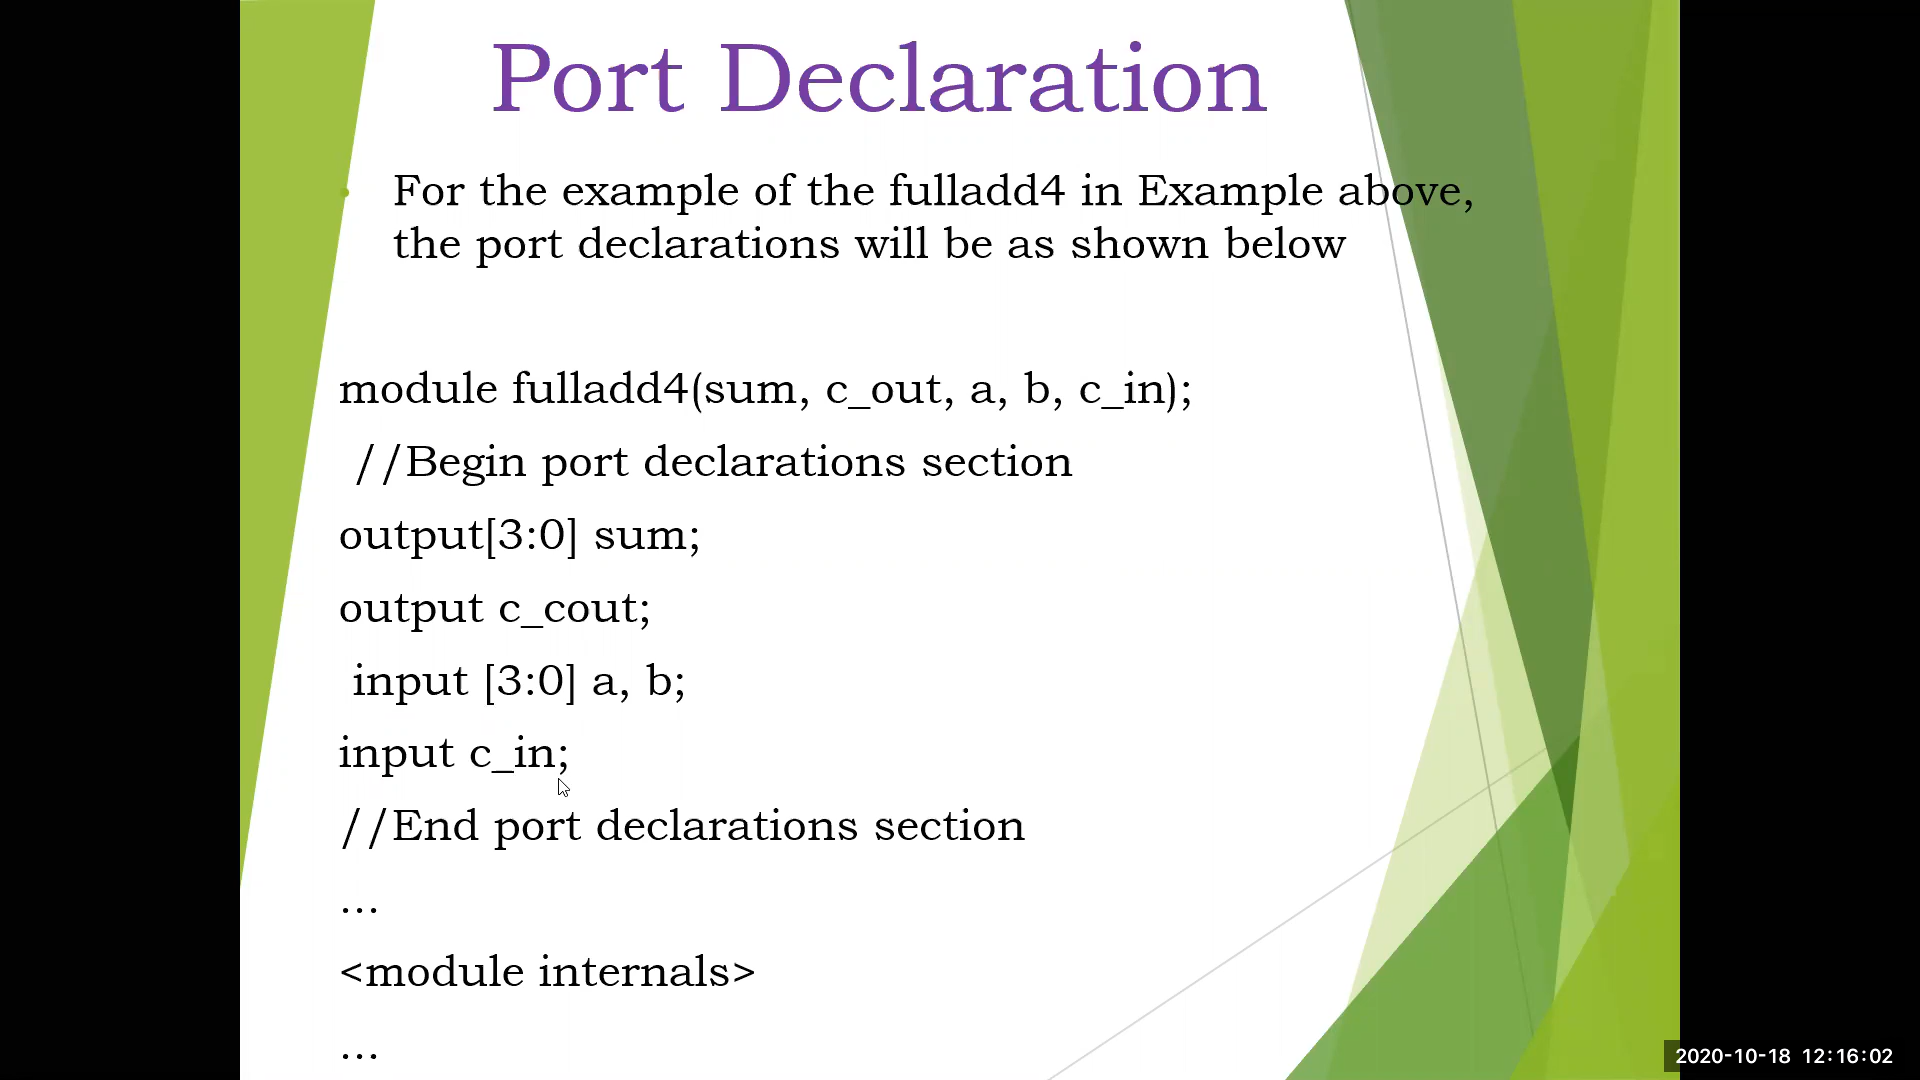 Port Declaration
• For the example of the fulladd4 in Example above,
the port declarations will be as shown below
module fulladd4(sum, c_out, a, b, c_in);
//Begin port declarations section
output[3:0] sum;
output c_cout;
input [3:0] a, b;
input c_in;
//End port declarations section
...
<module internals>
...
2020-10-18 12:16:02